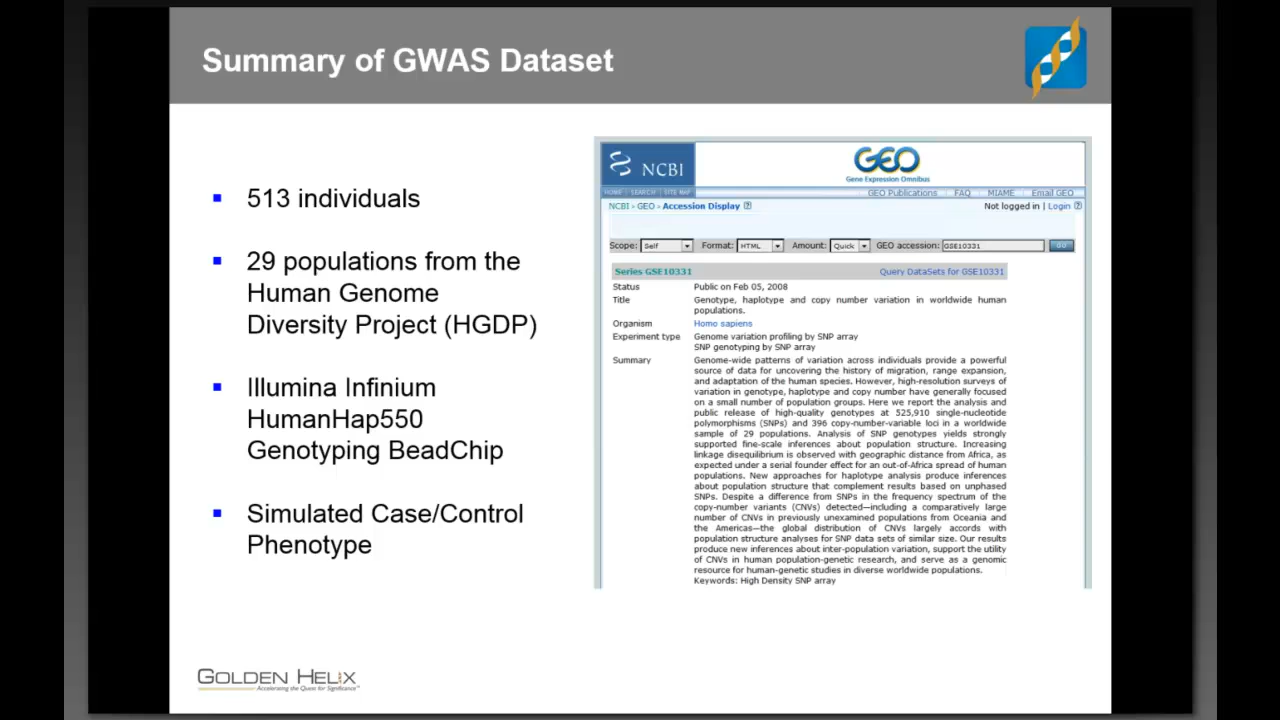 Summary of GWAS Dataset
513 individuals
29 populations from the
Human Genome
Diversity Project (HGDP)
Illumina Infinium
HumanHap550
Genotyping BeadChip
Simulated Case/Control
Phenotype
NCBI
GEO
Gene Expression Omnibus
HOME | SEARCH | SITE MAP
GEO Publications FAQ MIAME Email GEO
NCBI > GEO > Accession Display ?
Not logged in | Login ?
Scope: Self Format: HTML Amount: Quick GEO accession: GSE10331 GO
Series GSE10331 Query DataSets for GSE10331
Status Public on Feb 05, 2008
Title Genotype, haplotype and copy number variation in worldwide human
populations.
Organism Homo sapiens
Experiment type Genome variation profiling by SNP array
SNP genotyping by SNP array
Summary Genome-wide patterns of variation across individuals provide a powerful
source of data for uncovering the history of migration, range expansion,
and adaptation of the human species. However, high-resolution surveys of
variation in genotype, haplotype and copy number have generally focused
on a small number of population groups. Here we report the analysis and
public release of high-quality genotypes at 525,910 single-nucleotide
polymorphisms (SNPs) and 396 copy-number-variable loci in a worldwide
sample of 29 populations. Analysis of SNP genotypes yields strongly
supported fine-scale inferences about population structure. Increasing
linkage disequilibrium is observed with geographic distance from Africa, as
expected under a serial founder effect for an out-of-Africa spread of human
populations. New approaches for haplotype analysis produce inferences
about population structure that complement results based on unphased
SNPs. Despite a difference from SNPs in the frequency spectrum of the
copy-number variants (CNVs) detected—including a comparatively large
number of CNVs in previously unexamined populations from Oceania and
the Americas—the global distribution of CNVs largely accords with
population structure analyses for SNP data sets of similar size. Our results
produce new inferences about inter-population variation, support the utility
of CNVs in human population-genetic research, and serve as a genomic
resource for human-genetic studies in diverse worldwide populations.
Keywords: High Density SNP array
GOLDEN HELIX
Accelerating the Quest for Significance™